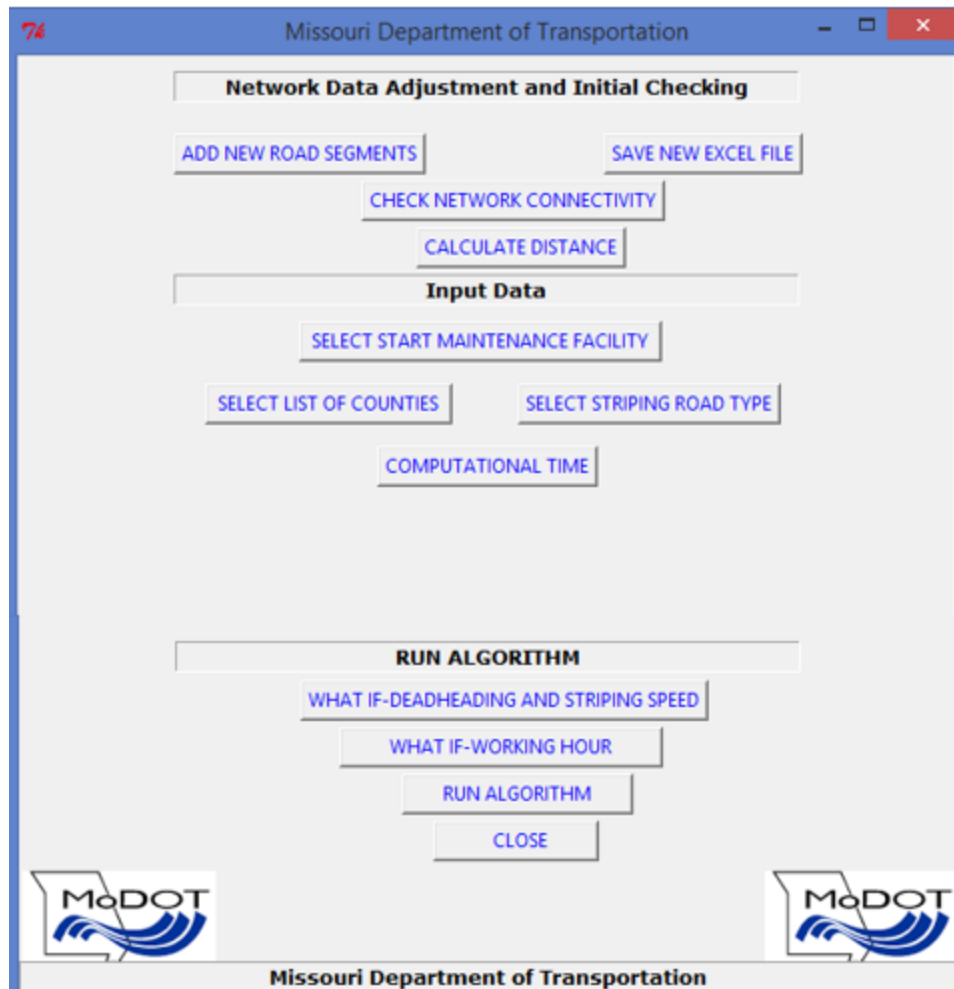 Missouri Department of Transportation
Network Data Adjustment and Initial Checking
ADD NEW ROAD SEGMENTS SAVE NEW EXCEL FILE
CHECK NETWORK CONNECTIVITY
CALCULATE DISTANCE
Input Data
SELECT START MAINTENANCE FACILITY
SELECT LIST OF COUNTIES SELECT STRIPING ROAD TYPE
COMPUTATIONAL TIME
RUN ALGORITHM
WHAT IF-DEADHEADING AND STRIPING SPEED
WHAT IF-WORKING HOUR
RUN ALGORITHM
CLOSE
MoDOT MoDOT
Missouri Department of Transportation